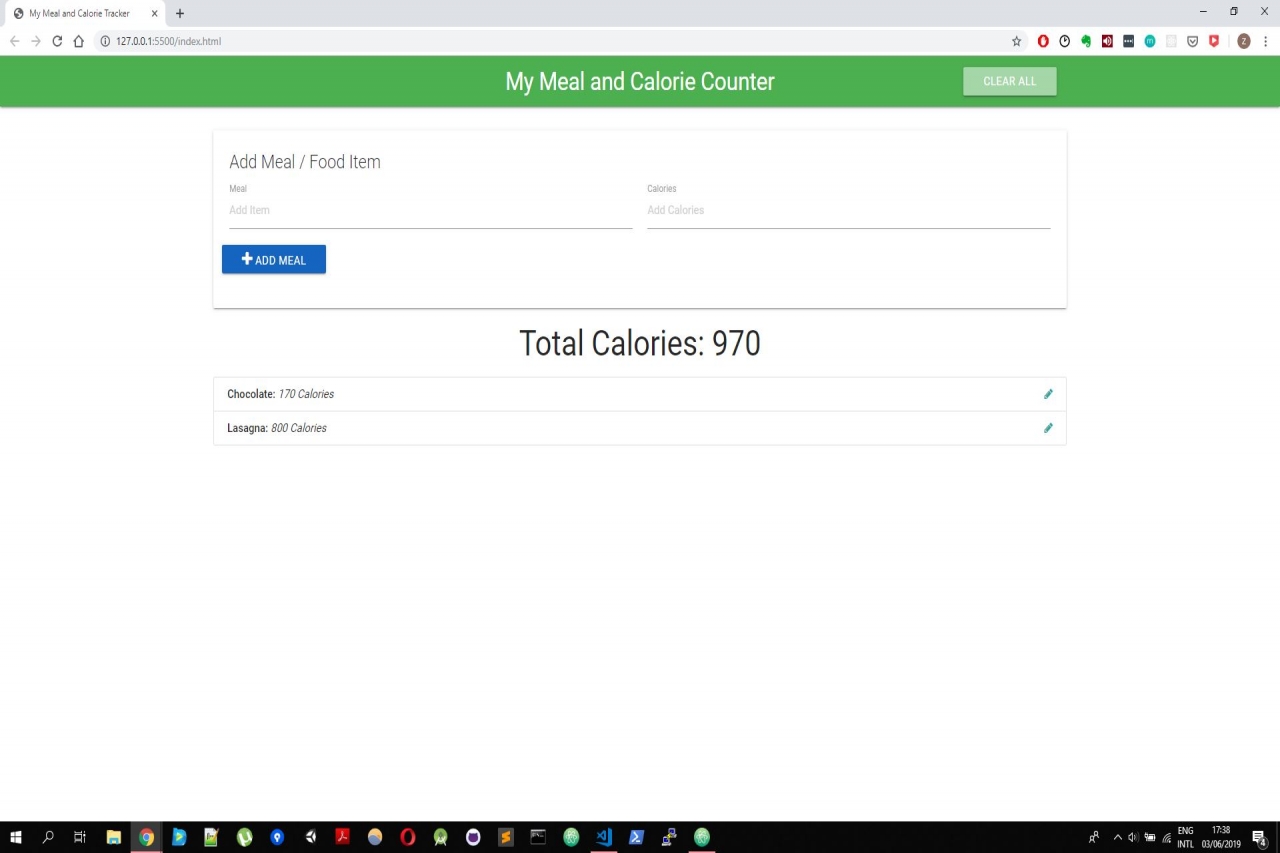 My Meal and Calorie Tracker
127.0.0.1:5500/index.html
Z
My Meal and Calorie Counter
CLEAR ALL
Add Meal / Food Item
Meal
Calories
Add Item
Add Calories
ADD MEAL
Total Calories: 970
Chocolate: 170 Calories
Lasagna: 800 Calories
ENG
INTL
17:38
03/06/2019
4